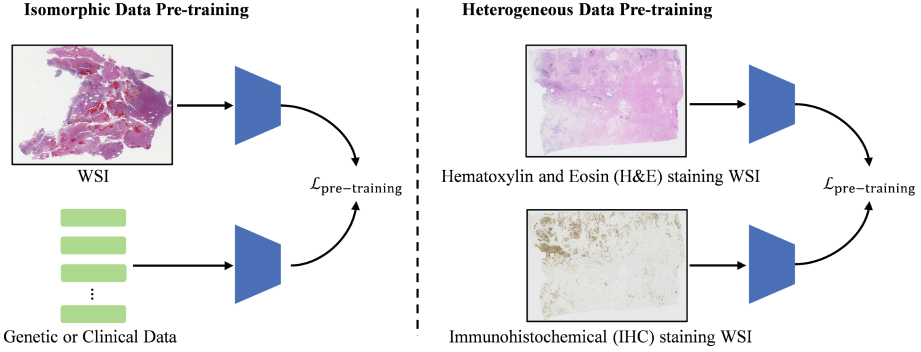 Isomorphic Data Pre-training
WSI
ℒpre−training
Genetic or Clinical Data
Heterogeneous Data Pre-training
Hematoxylin and Eosin (H&E) staining WSI
ℒpre−training
Immunohistochemical (IHC) staining WSI